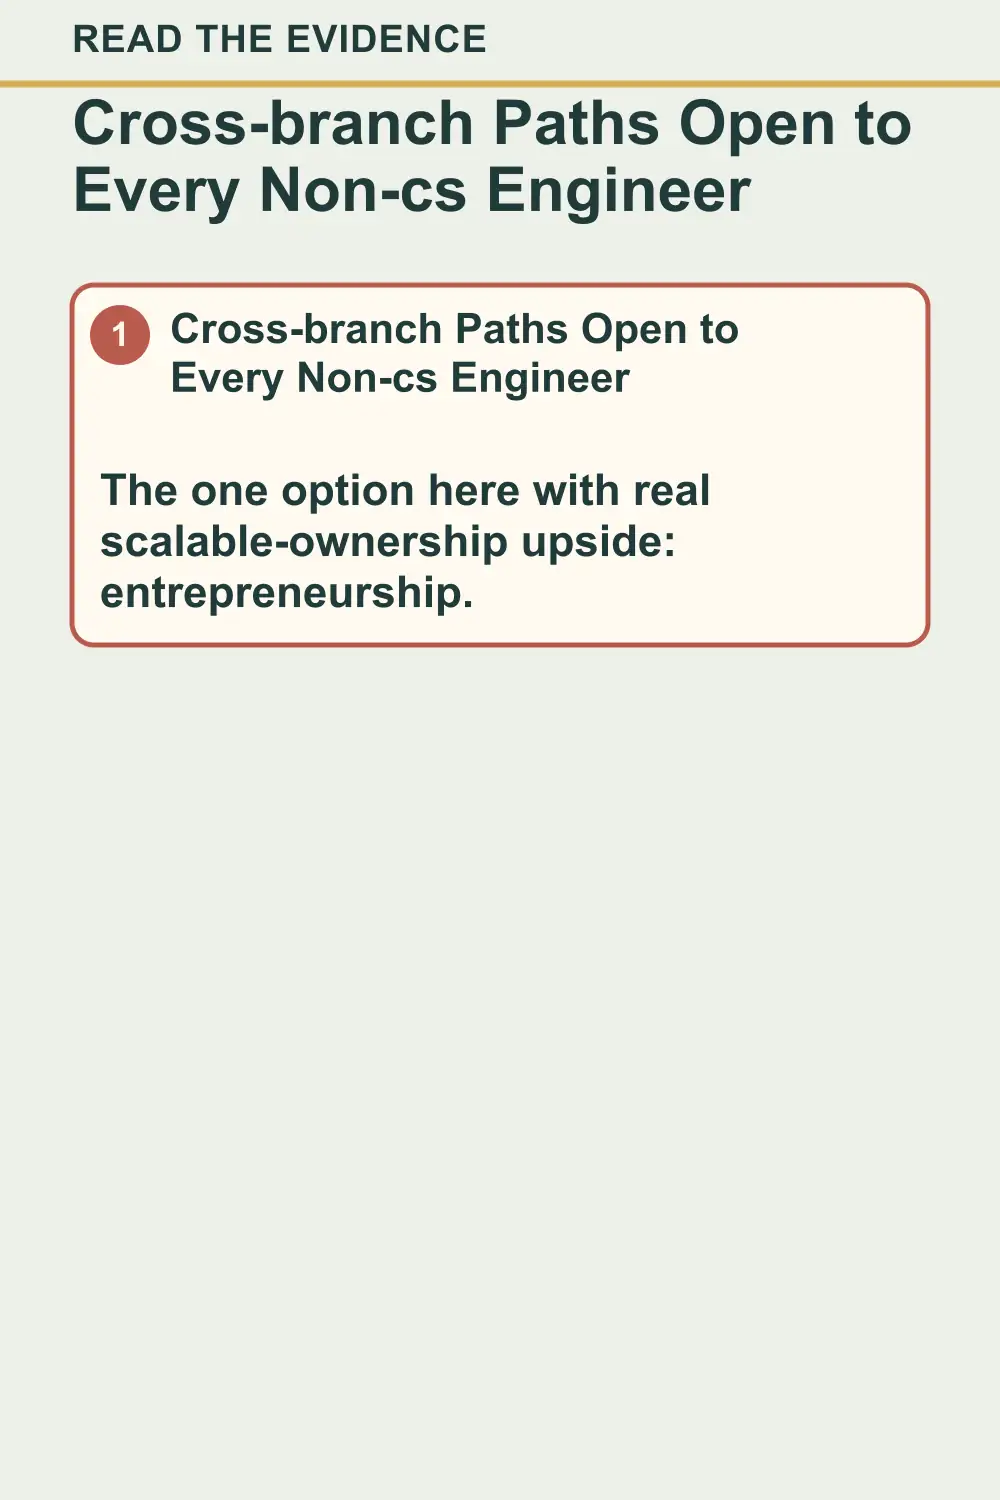 READ THE EVIDENCE
Cross-branch Paths Open to
Every Non-cs Engineer
1
Cross-branch Paths Open to
Every Non-cs Engineer
The one option here with real
scalable-ownership upside:
entrepreneurship.